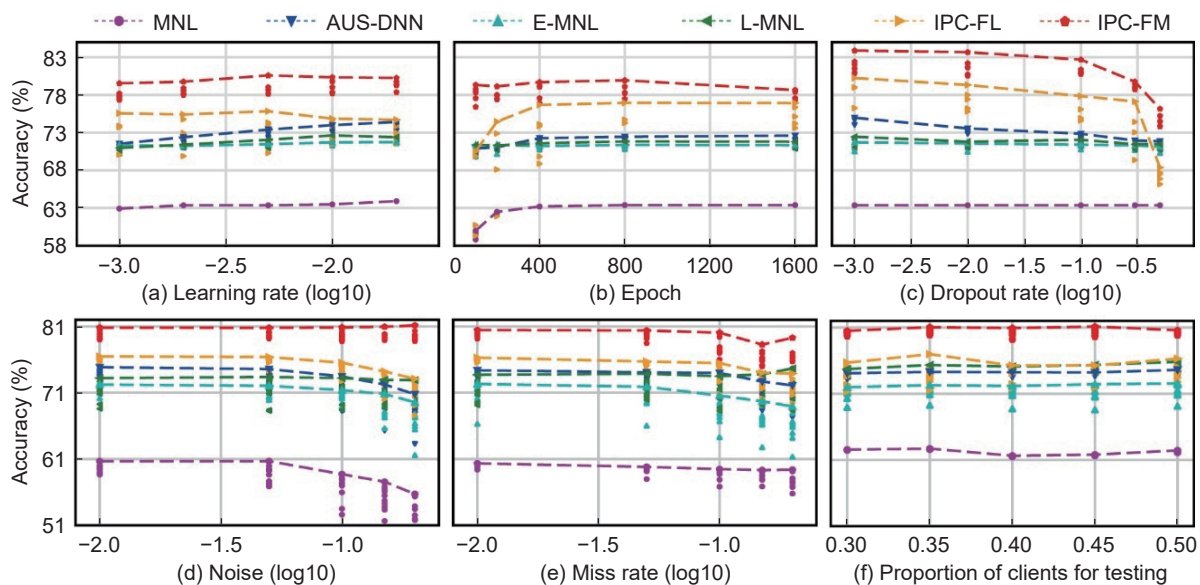 MNL AUS-DNN E-MNL L-MNL IPC-FL IPC-FM
Accuracy (%)
83
78
73
68
63
58
−3.0 −2.5 −2.0
(a) Learning rate (log10)
0 400 800 1200 1600
(b) Epoch
−3.0 −2.5 −2.0 −1.5 −1.0 −0.5
(c) Dropout rate (log10)
Accuracy (%)
81
71
61
51
−2.0 −1.5 −1.0
(d) Noise (log10)
−2.0 −1.5 −1.0
(e) Miss rate (log10)
0.30 0.35 0.40 0.45 0.50
(f) Proportion of clients for testing